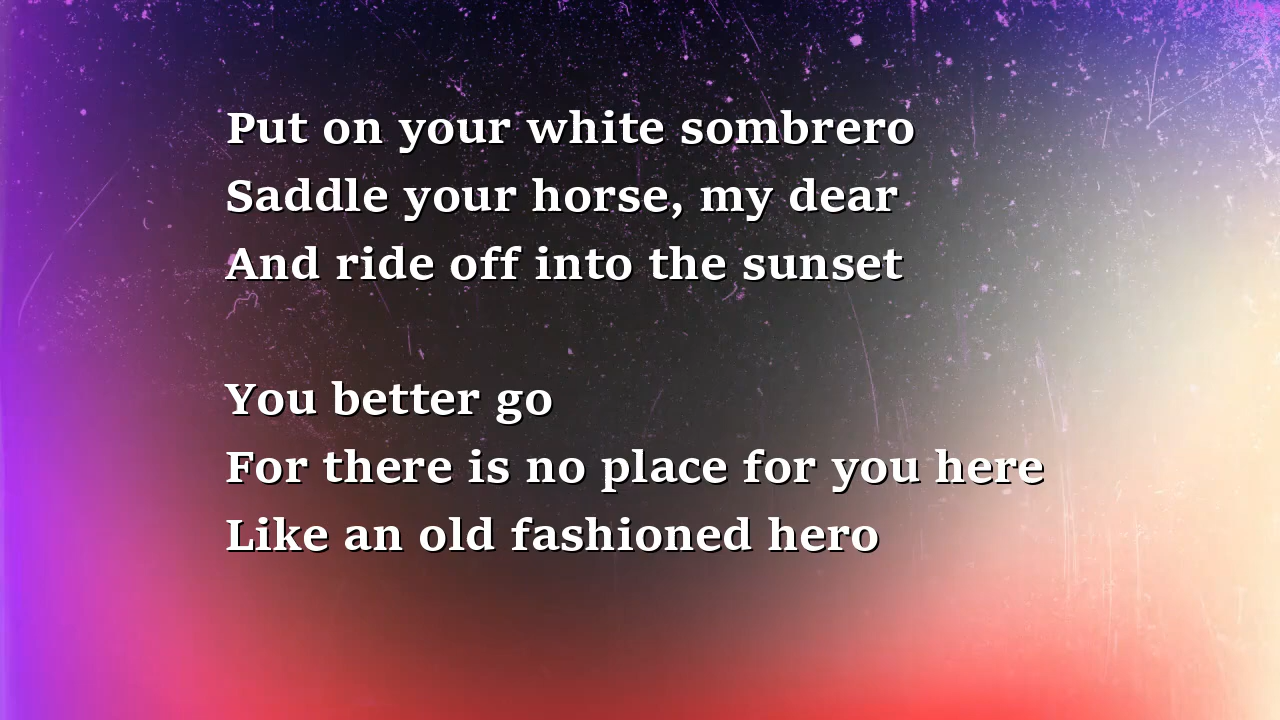 Put on your white sombrero
Saddle your horse, my dear
And ride off into the sunset
You better go
For there is no place for you here
Like an old fashioned hero